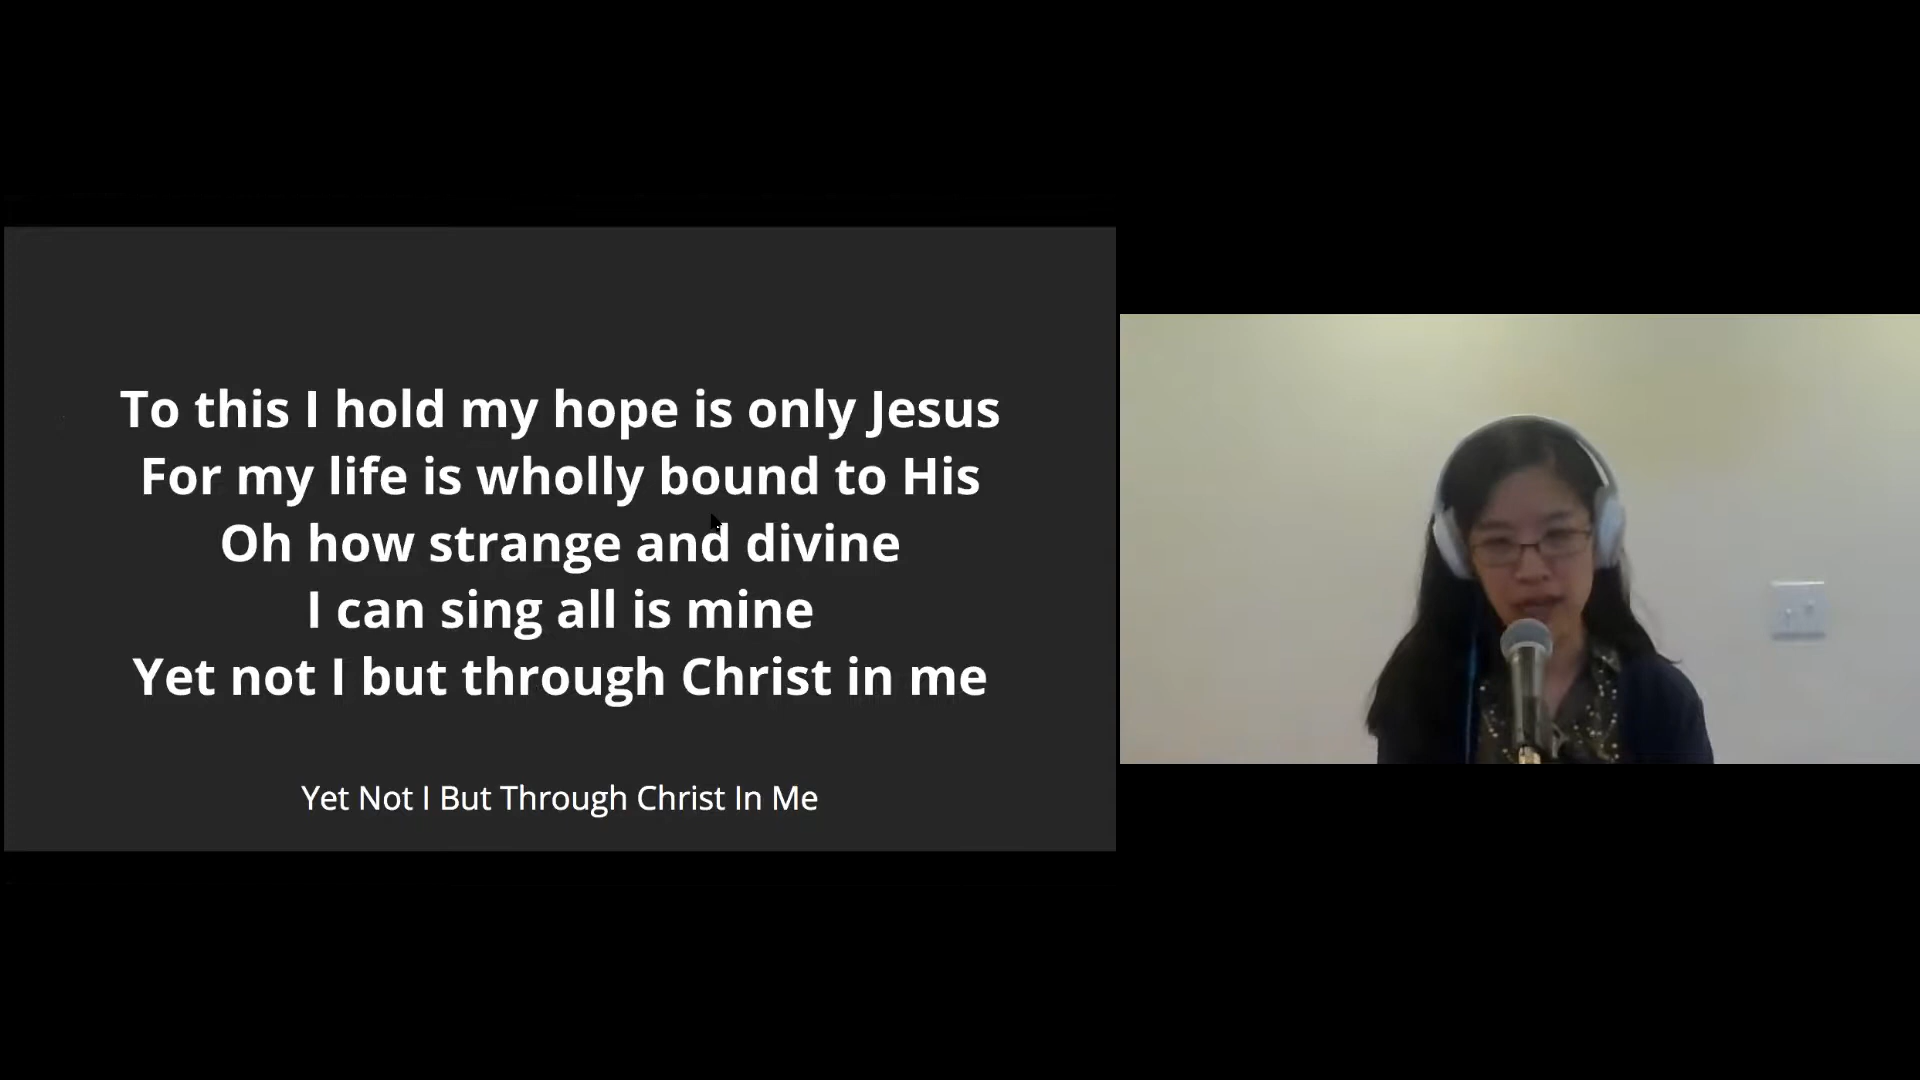 To this I hold my hope is only Jesus
For my life is wholly bound to His
Oh how strange and divine
I can sing all is mine
Yet not I but through Christ in me
Yet Not I But Through Christ In Me